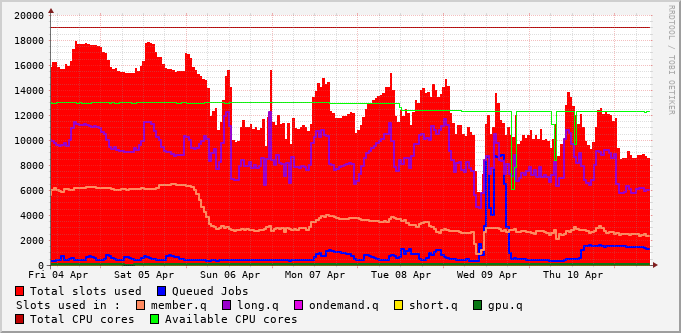 20000
18000
16000
14000
12000
10000
8000
6000
4000
2000
0
Fri 04 Apr Sat 05 Apr Sun 06 Apr Mon 07 Apr Tue 08 Apr Wed 09 Apr Thu 10 Apr
Total slots used Queued Jobs
Slots used in : member.q long.q ondemand.q short.q gpu.q
Total CPU cores Available CPU cores
RRDTOOL / TOBI OETIKER